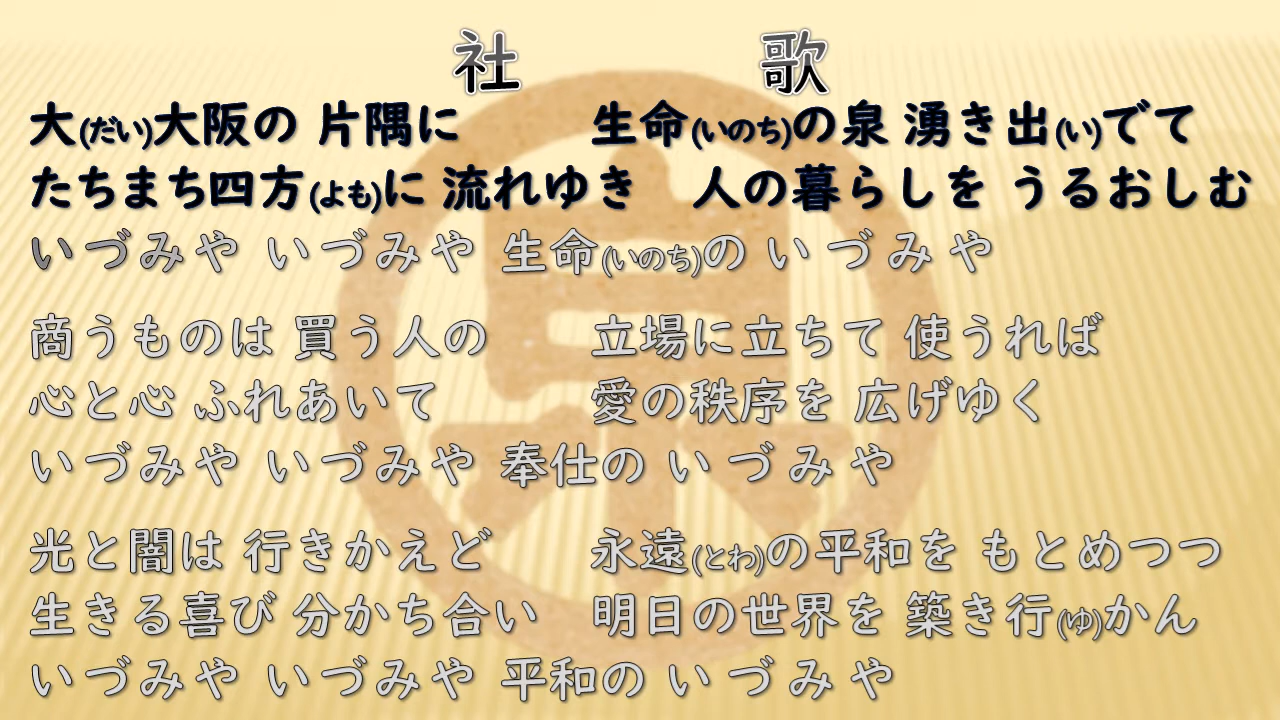 社　歌
大(だい)大阪の 片隅に　生命(いのち)の泉 湧き出(い)でて
たちまち四方(よも)に 流れゆき　人の暮らしを うるおしむ
いづみや いづみや 生命(いのち)の いづみや
商うものは 買う人の　立場に立ちて 使うれば
心と心 ふれあいて　愛の秩序を 広げゆく
いづみや いづみや 奉仕の いづみや
光と闇は 行きかえど　永遠(とわ)の平和を もとめつつ
生きる喜び 分かち合い　明日の世界を 築き行(ゆ)かん
いづみや いづみや 平和の いづみや